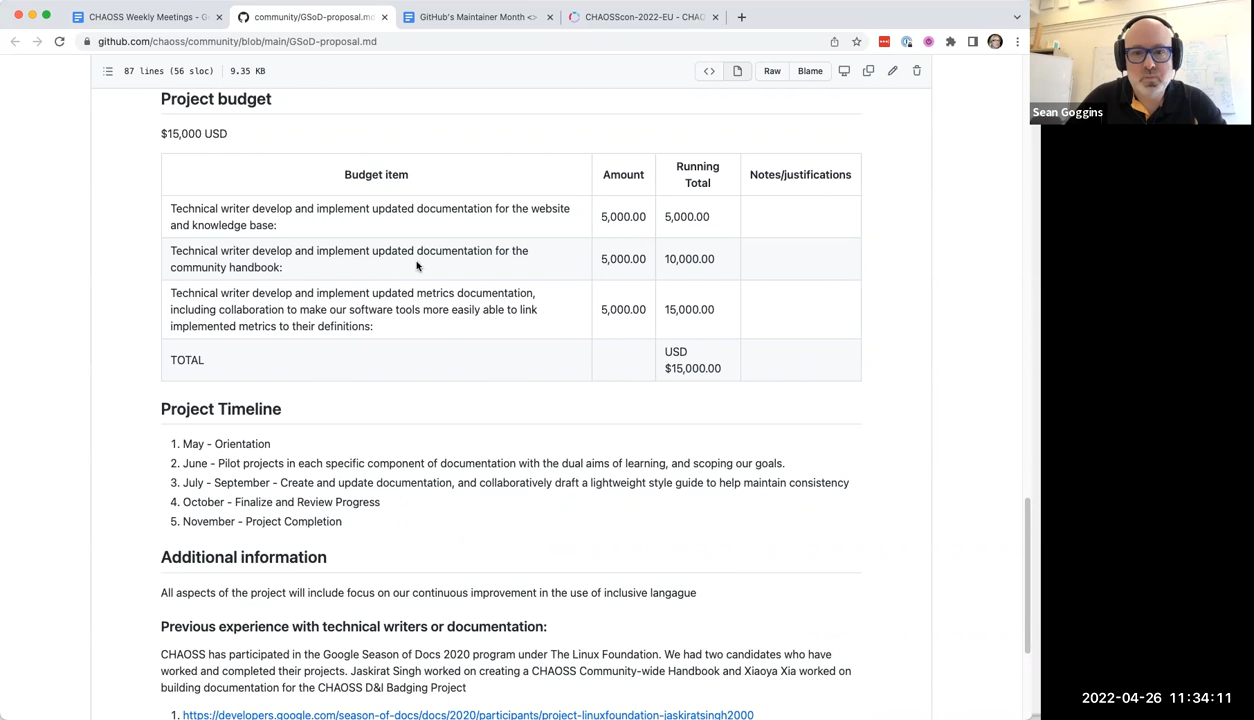 CHAOSS Weekly Meetings - G
community/GSoD-proposal.md
GitHub's Maintainer Month <>
CHAOSScon-2022-EU - CHAO
github.com/chaoss/community/blob/main/GSoD-proposal.md
87 lines (56 sloc) 9.35 KB
Raw
Blame
Sean Goggins
Project budget
$15,000 USD
Budget item
Amount
Running
Total
Notes/justifications
Technical writer develop and implement updated documentation for the website
and knowledge base:
5,000.00
5,000.00
Technical writer develop and implement updated documentation for the
community handbook:
5,000.00
10,000.00
Technical writer develop and implement updated metrics documentation,
including collaboration to make our software tools more easily able to link
implemented metrics to their definitions:
5,000.00
15,000.00
TOTAL
USD
$15,000.00
Project Timeline
1. May - Orientation
2. June - Pilot projects in each specific component of documentation with the dual aims of learning, and scoping our goals.
3. July - September - Create and update documentation, and collaboratively draft a lightweight style guide to help maintain consistency
4. October - Finalize and Review Progress
5. November - Project Completion
Additional information
All aspects of the project will include focus on our continuous improvement in the use of inclusive langague
Previous experience with technical writers or documentation:
CHAOSS has participated in the Google Season of Docs 2020 program under The Linux Foundation. We had two candidates who have
worked and completed their projects. Jaskirat Singh worked on creating a CHAOSS Community-wide Handbook and Xiaoya Xia worked on
building documentation for the CHAOSS D&I Badging Project
1. https://developers.google.com/season-of-docs/docs/2020/participants/project-linuxfoundation-jaskiratsingh2000
2022-04-26 11:34:11